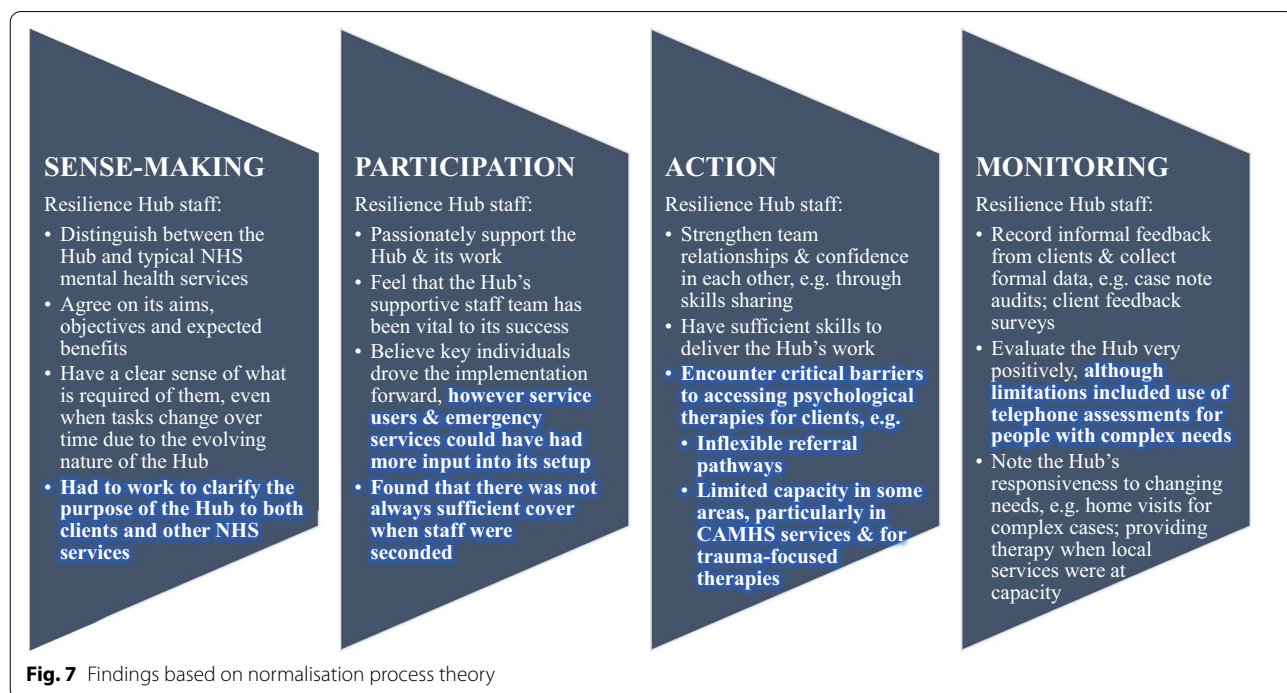 SENSE-MAKING
Resilience Hub staff:
• Distinguish between the
Hub and typical NHS
mental health services
• Agree on its aims,
objectives and expected
benefits
• Have a clear sense of what
is required of them, even
when tasks change over
time due to the evolving
nature of the Hub
• Had to work to clarify the
purpose of the Hub to both
clients and other NHS
services
PARTICIPATION
Resilience Hub staff:
• Passionately support the
Hub & its work
• Feel that the Hub's
supportive staff team has
been vital to its success
• Believe key individuals
drove the implementation
forward, however service
users & emergency
services could have had
more input into its setup
• Found that there was not
always sufficient cover
when staff were
seconded
ACTION
Resilience Hub staff:
• Strengthen team
relationships & confidence
in each other, e.g. through
skills sharing
• Have sufficient skills to
deliver the Hub's work
• Encounter critical barriers
to accessing psychological
therapies for clients, e.g.
• Inflexible referral
pathways
• Limited capacity in some
areas, particularly in
CAMHS services & for
trauma-focused
therapies
MONITORING
Resilience Hub staff:
• Record informal feedback
from clients & collect
formal data, e.g. case note
audits; client feedback
surveys
• Evaluate the Hub very
positively, although
limitations included use of
telephone assessments for
people with complex needs
• Note the Hub's
responsiveness to changing
needs, e.g. home visits for
complex cases; providing
therapy when local
services were at
capacity
Fig. 7 Findings based on normalisation process theory